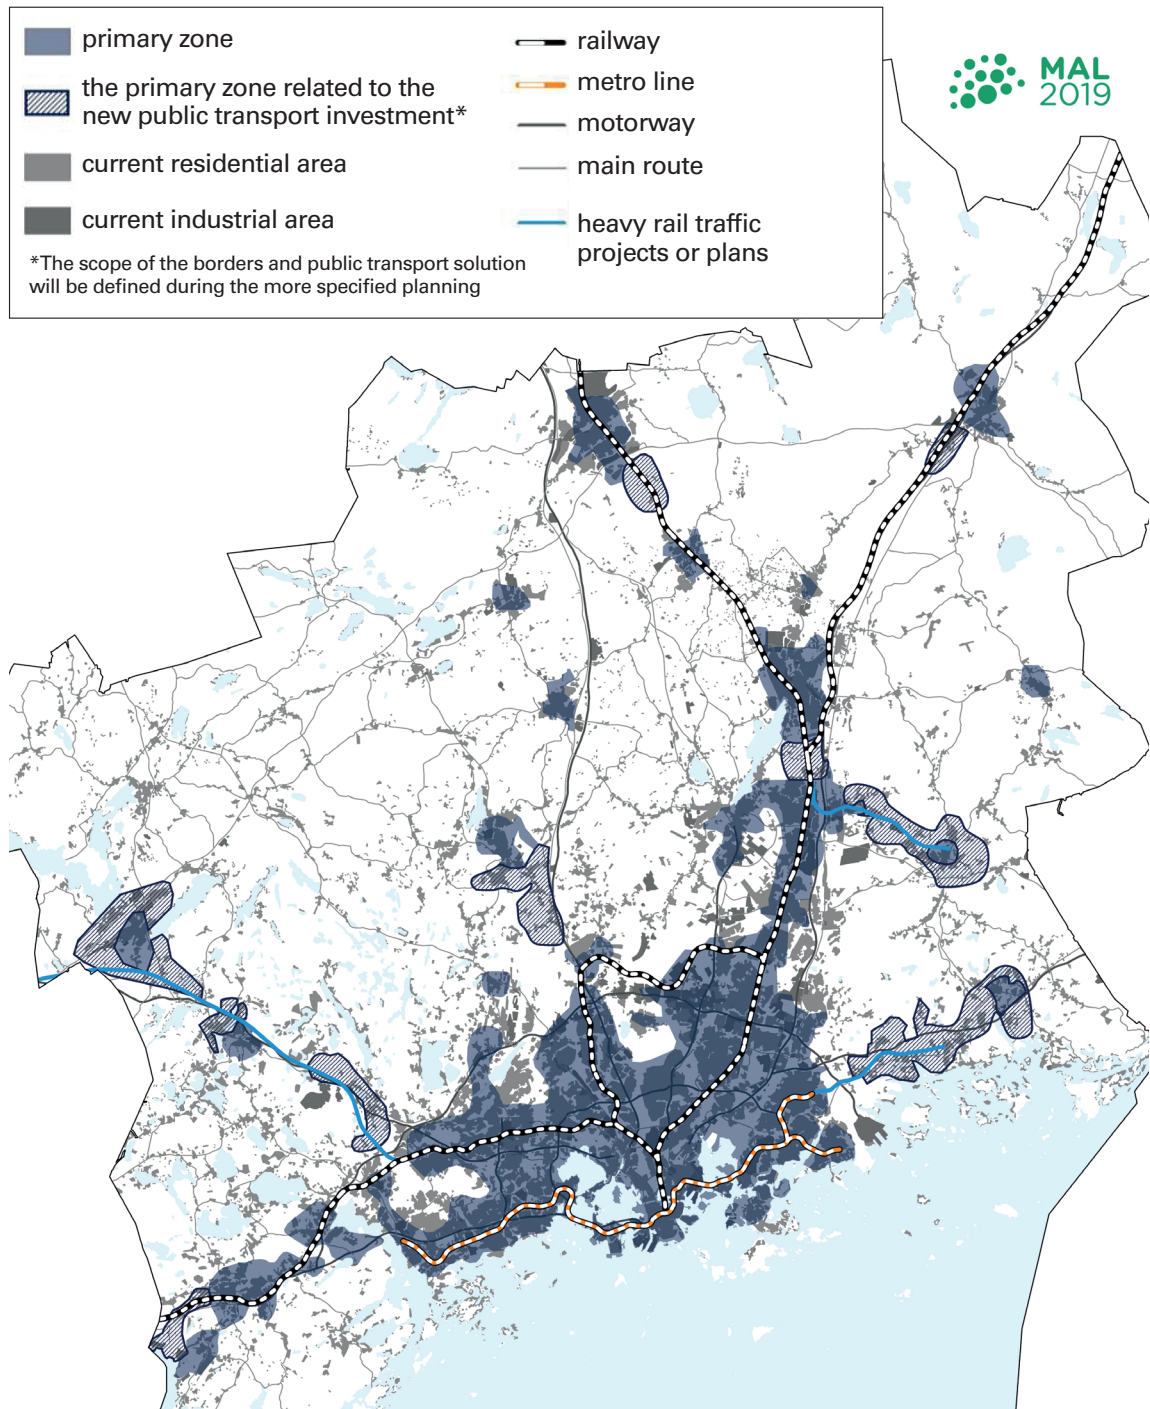 primary zone
the primary zone related to the
new public transport investment*
current residential area
current industrial area
*The scope of the borders and public transport solution
will be defined during the more specified planning
railway
metro line
motorway
main route
heavy rail traffic
projects or plans
MAL
2019